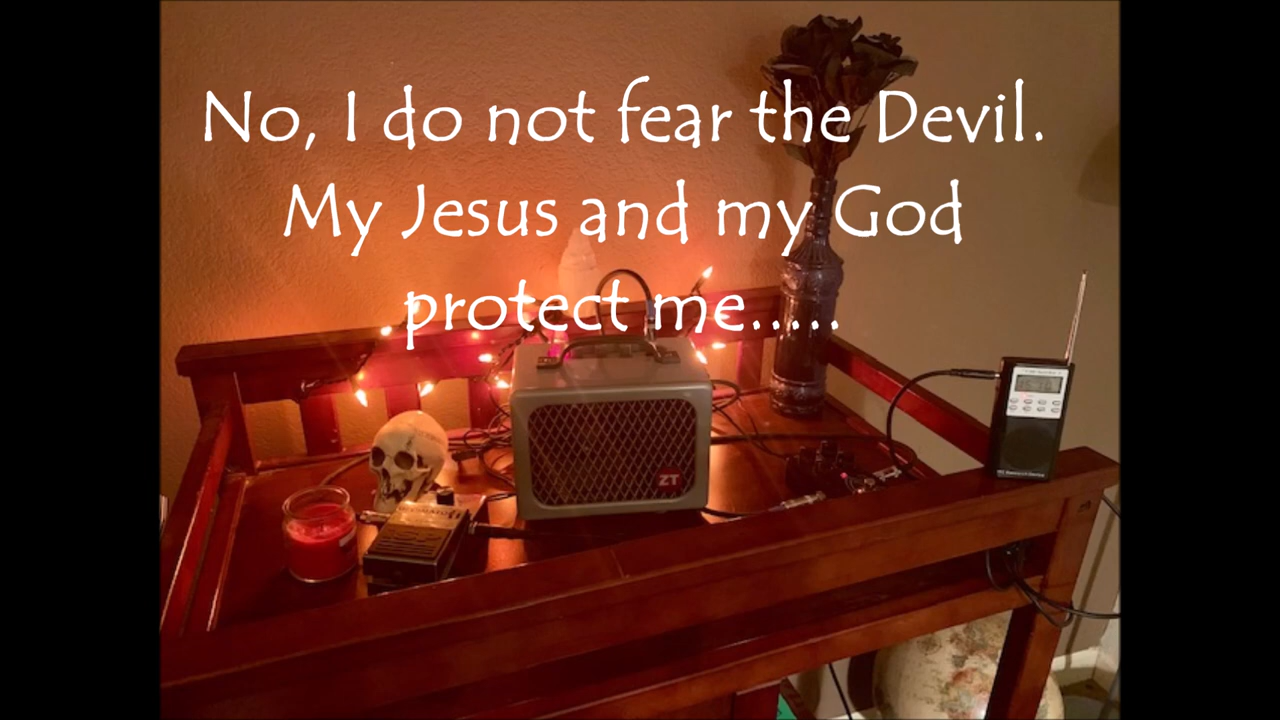 No, I do not fear the Devil.
My Jesus and my God
protect me.....
ZT